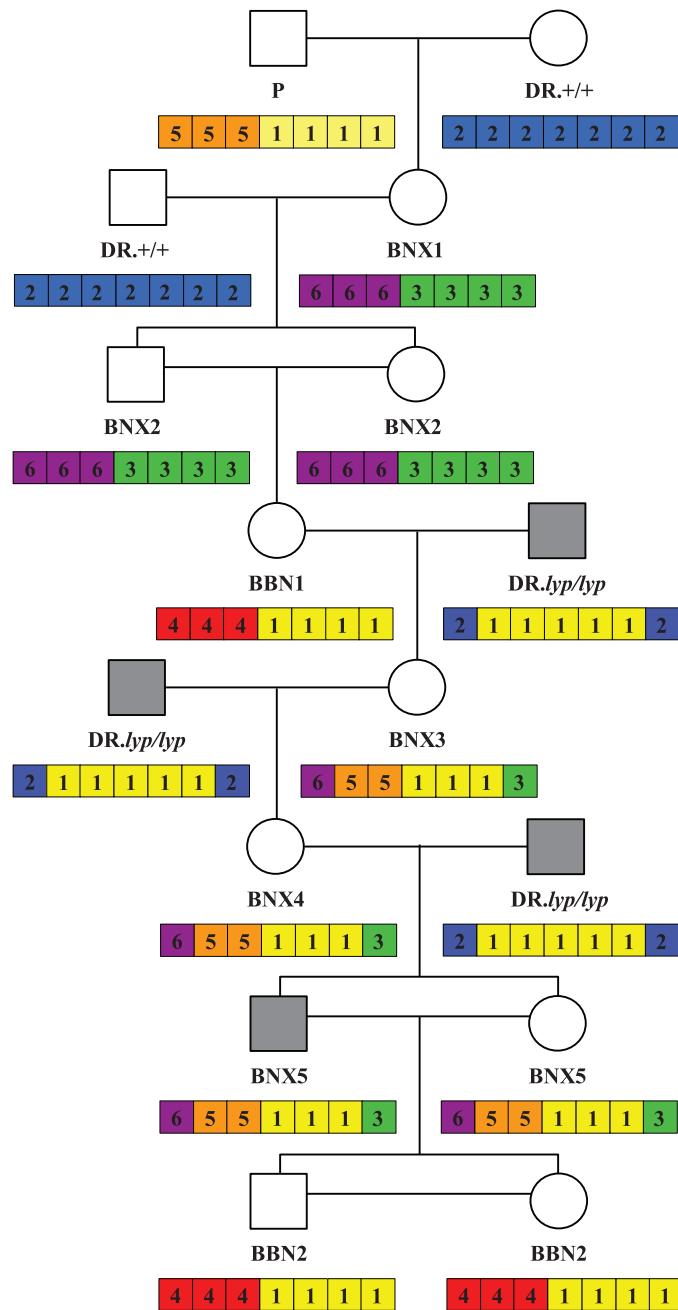 P DR.+/+
5 5 5 1 1 1 1 2 2 2 2 2 2 2
DR.+/+ BNX1
2 2 2 2 2 2 2 6 6 6 3 3 3 3
BNX2 BNX2
6 6 6 3 3 3 3 6 6 6 3 3 3 3
BBN1 DR.lyp/lyp
4 4 4 1 1 1 1 2 1 1 1 1 1 2
DR.lyp/lyp BNX3
2 1 1 1 1 1 2 6 5 5 1 1 1 3
BNX4 DR.lyp/lyp
6 5 5 1 1 1 3 2 1 1 1 1 1 2
BNX5 BNX5
6 5 5 1 1 1 3 6 5 5 1 1 1 3
BBN2 BBN2
4 4 4 1 1 1 1 4 4 4 1 1 1 1